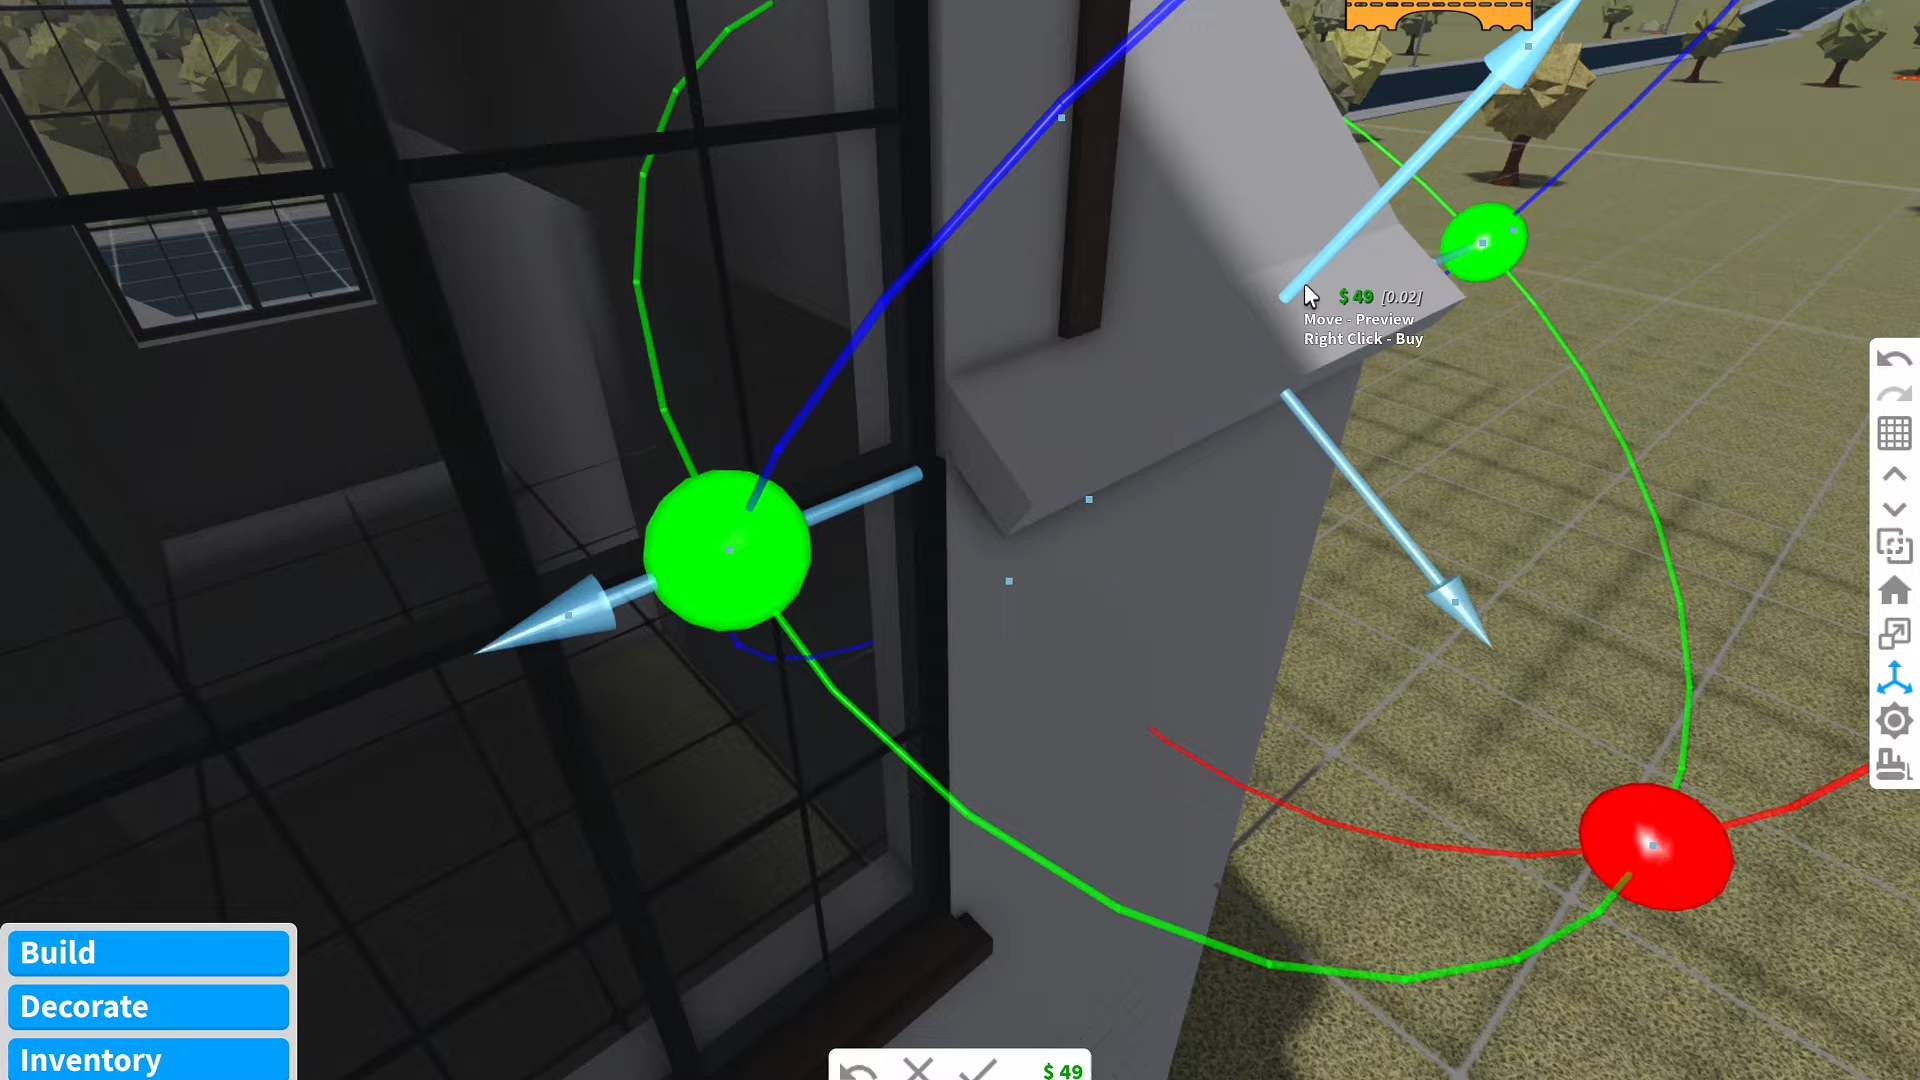 $ 49 [0.02]
Move - Preview
Right Click - Buy
Build
Decorate
Inventory
$ 49